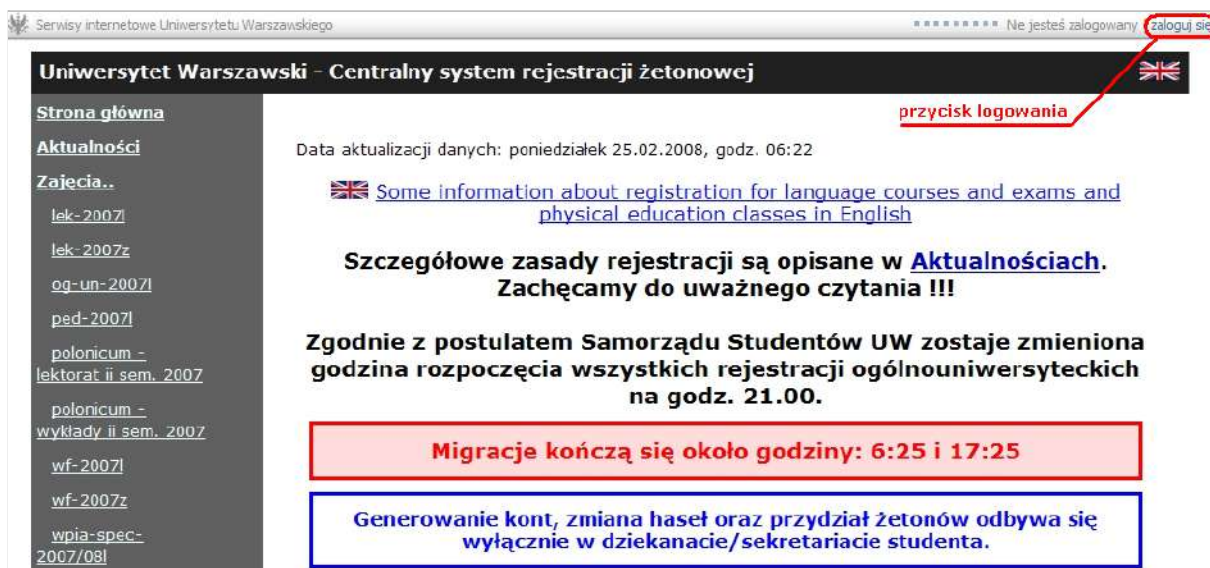 Serwisy internetowe Uniwersytetu Warszawskiego
Nie jesteś zalogowany
zaloguj się
Uniwersytet Warszawski - Centralny system rejestracji żetonowej
przycisk logowania
Strona główna
Aktualności
Zajęcia..
lek-2007l
lek-2007z
og-un-2007l
ped-2007l
polonicum -
lektorat ii sem. 2007
polonicum -
wykłady ii sem. 2007
wf-2007l
wf-2007z
wpia-spec-
2007/08l
Data aktualizacji danych: poniedziałek 25.02.2008, godz. 06:22
Some information about registration for language courses and exams and
physical education classes in English
Szczegółowe zasady rejestracji są opisane w Aktualnościach.
Zachęcamy do uważnego czytania !!!
Zgodnie z postulatem Samorządu Studentów UW zostaje zmieniona
godzina rozpoczęcia wszystkich rejestracji ogólnouniwersyteckich
na godz. 21.00.
Migracje kończą się około godziny: 6:25 i 17:25
Generowanie kont, zmiana haseł oraz przydział żetonów odbywa się
wyłącznie w dziekanacie/sekretariacie studenta.